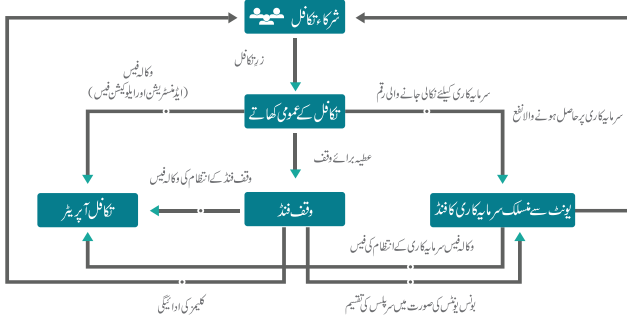 شرکاء تکافل
زرِ تکافل
وکالہ فیس
(ایڈمنسٹریشن اور ایلوکیشن فیس)
سرمایہ کاری کیلئے نکالی جانے والی رقم
تکافل کے عمومی کھاتے
سرمایہ کاری پر حاصل ہونے والا نفع
عطیہ برائے وقف
وقف فنڈ کے انتظام کی وکالہ فیس
یونٹ سے منسلک سرمایہ کاری کا فنڈ
وقف فنڈ
تکافل آپریٹر
وکالہ فیس سرمایہ کاری کے انتظام کی فیس
کلیمز کی ادائیگی
بونس یونٹس کی صورت میں سرپلس کی تقسیم